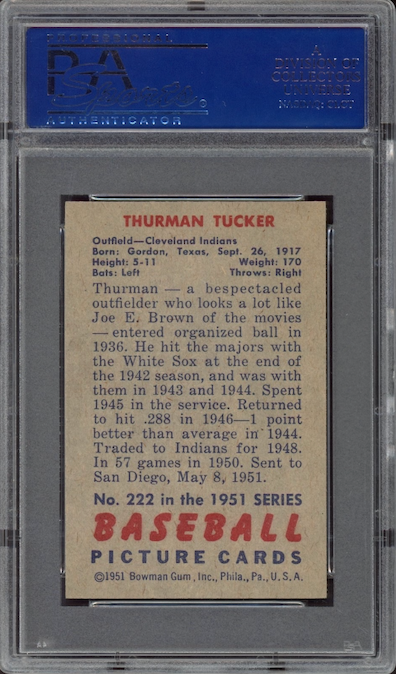 PROFESSIONAL
PSA
Sports ®
AUTHENTICATOR
A
DIVISION OF
COLLECTORS
UNIVERSE
NASDAQ: CLCT
THURMAN TUCKER
Outfield—Cleveland Indians
Born: Gordon, Texas, Sept. 26, 1917
Height: 5-11 Weight: 170
Bats: Left Throws: Right
Thurman — a bespectacled
outfielder who looks a lot like
Joe E. Brown of the movies
—entered organized ball in
1936. He hit the majors with
the White Sox at the end of
the 1942 season, and was with
them in 1943 and 1944. Spent
1945 in the service. Returned
to hit .288 in 1946—1 point
better than average in 1944.
Traded to Indians for 1948.
In 57 games in 1950. Sent to
San Diego, May 8, 1951.
No. 222 in the 1951 SERIES
BASEBALL
PICTURE CARDS
©1951 Bowman Gum, Inc., Phila., Pa., U.S.A.